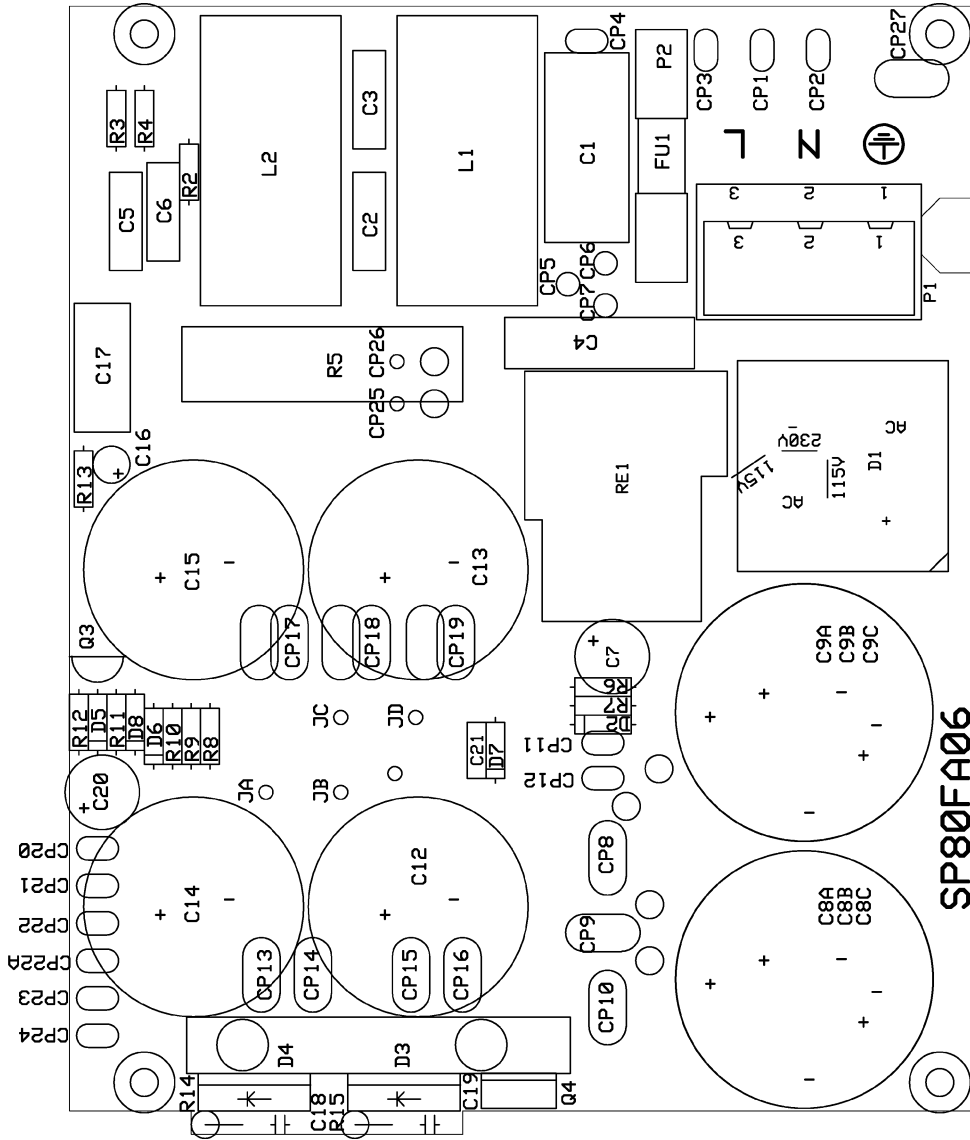 CP4
CP27
P2
CP3
CP1
CP2
R3
R4
C3
L2
L1
C1
FU1
L
N
R2
C5
C6
C2
3
2
1
3
2
1
CP5
CP6
CP7
P1
C17
R5
CP26
CP25
C4
C16
+
R13
RE1
115V
230V
-
AC
AC
115V
D1
+
C15
+
-
C13
+
-
Q3
CP17
CP18
CP19
+
C7
R6
R7
D2
C9A
C9B
C9C
+
-
+
-
+
-
R12
D5
R11
D8
D6
R10
R9
R8
JC
JD
C21
D7
CP11
CP12
C20
+
JA
JB
SP80FA06
CP20
CP21
CP22
CP22A
CP23
CP24
C14
+
-
C12
+
-
CP8
CP9
CP10
C8A
C8B
C8C
+
-
+
-
+
-
CP13
CP14
CP15
CP16
D4
D3
R14
C18
R15
C19
Q4